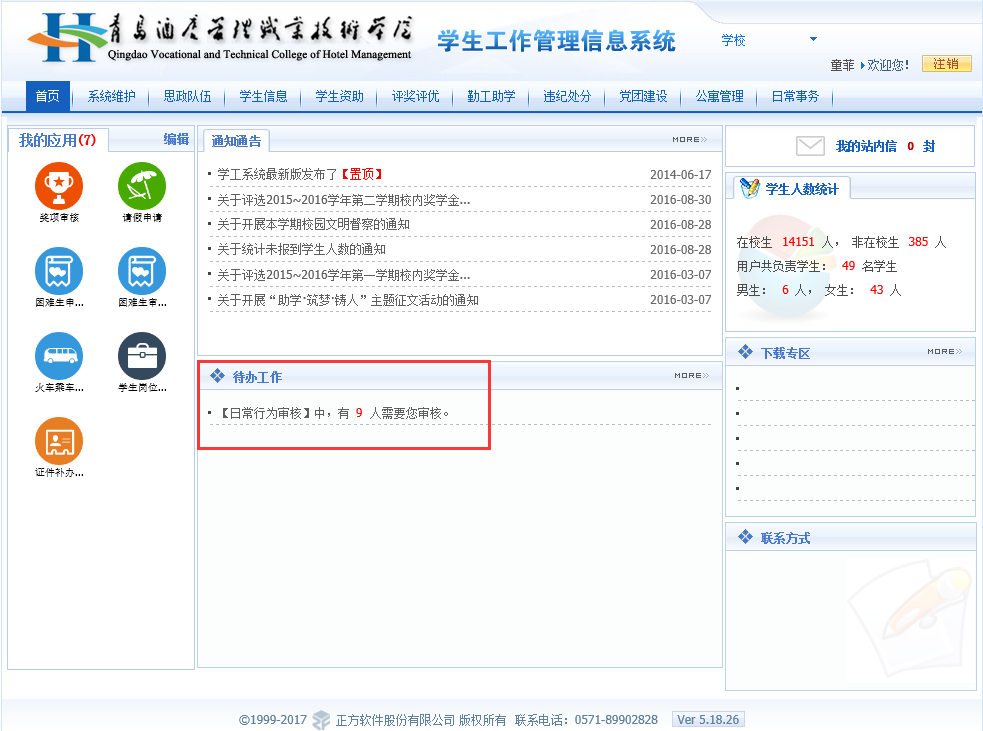 青岛酒店管理职业技术学院
Qingdao Vocational and Technical College of Hotel Management
学生工作管理信息系统
学校
童菲 欢迎您！ 注销
首页 系统维护 思政队伍 学生信息 学生资助 评奖评优 勤工助学 违纪处分 党团建设 公寓管理 日常事务
我的应用(7) 编辑
奖项审核 请假申请
困难生申... 困难生审...
火车乘车... 学生岗位...
证件补办...
通知通告 MORE»
学工系统最新版发布了【置顶】 2014-06-17
关于评选2015~2016学年第二学期校内奖学金... 2016-08-30
关于开展本学期校园文明督察的通知 2016-08-28
关于统计未报到学生人数的通知 2016-08-28
关于评选2015~2016学年第一学期校内奖学金... 2016-03-07
关于开展“助学·筑梦·铸人”主题征文活动的通知 2016-03-07
待办工作 MORE»
【日常行为审核】中，有 9 人需要您审核。
我的站内信 0 封
学生人数统计
在校生 14151 人， 非在校生 385 人
用户共负责学生： 49 名学生
男生： 6 人， 女生： 43 人
下载专区 MORE»
联系方式
©1999-2017 正方软件股份有限公司 版权所有 联系电话：0571-89902828 Ver 5.18.26